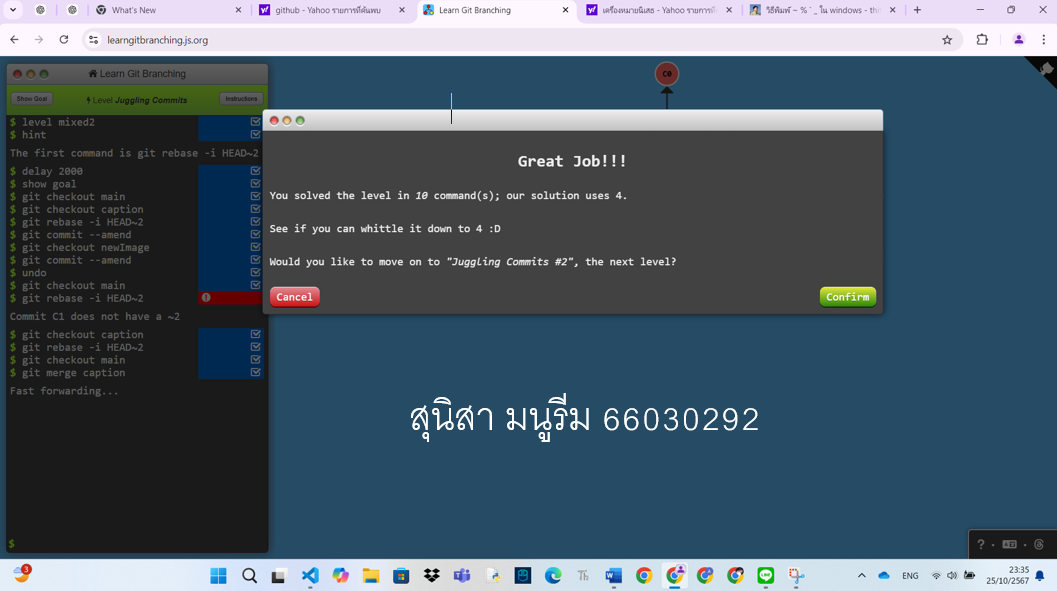 What's New
github - Yahoo รายการที่ค้นพบ
Learn Git Branching
เครื่องหมายนิเสธ - Yahoo รายการที่
วิธีพิมพ์ ~ % ` _ ใน windows - thi
learngitbranching.js.org
Learn Git Branching
Show Goal
Level Juggling Commits
Instructions
$ level mixed2
$ hint
The first command is git rebase -i HEAD~2
$ delay 2000
$ show goal
$ git checkout main
$ git checkout caption
$ git rebase -i HEAD~2
$ git commit --amend
$ git checkout newImage
$ git commit --amend
$ undo
$ git checkout main
$ git rebase -i HEAD~2
Commit C1 does not have a ~2
$ git checkout caption
$ git rebase -i HEAD~2
$ git checkout main
$ git merge caption
Fast forwarding...
$
C0
Great Job!!!
You solved the level in 10 command(s); our solution uses 4.
See if you can whittle it down to 4 :D
Would you like to move on to "Juggling Commits #2", the next level?
Cancel
Confirm
สุนิสา มนูรีม 66030292
?
3
Th
ENG
23:35
25/10/2567